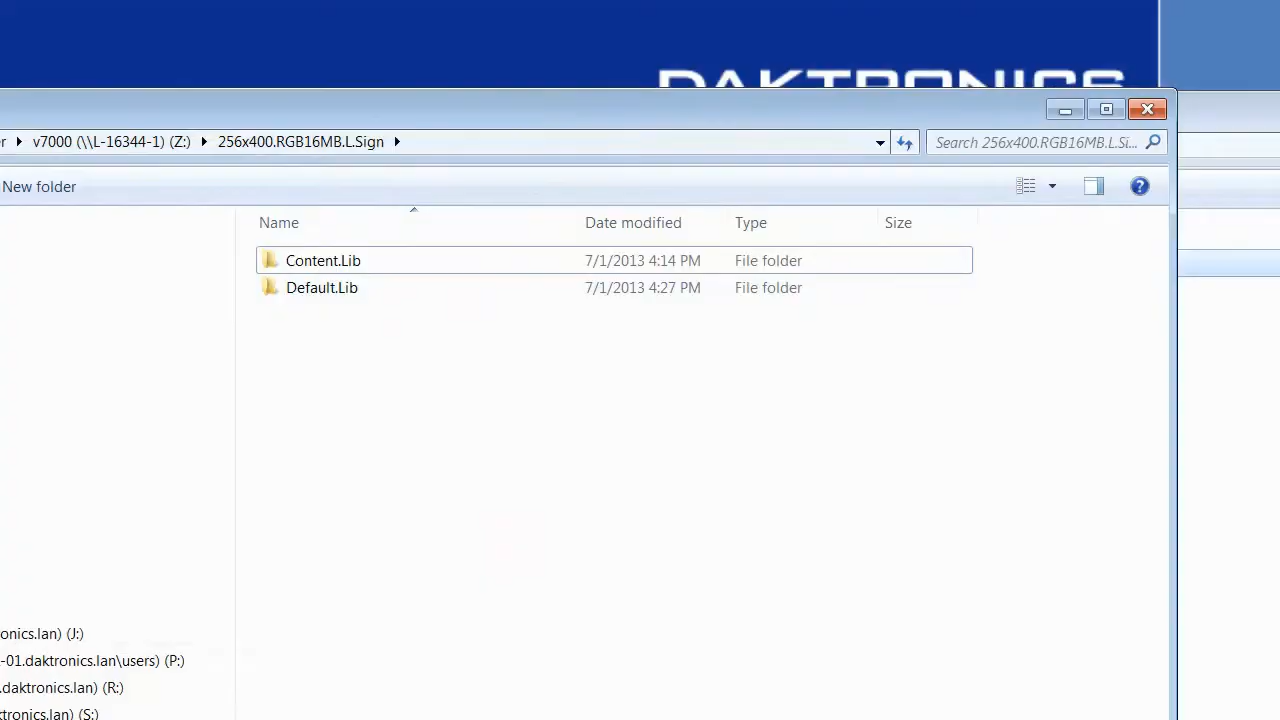 DAKTRONICS
r ▸ v7000 (\\L-16344-1) (Z:) ▸ 256x400.RGB16MB.L.Sign ▸
Search 256x400.RGB16MB.L.Si...
New folder
Name Date modified Type Size
Content.Lib 7/1/2013 4:14 PM File folder
Default.Lib 7/1/2013 4:27 PM File folder
onics.lan) (J:)
-01.daktronics.lan\users) (P:)
.daktronics.lan) (R:)
tronics.lan) (S:)